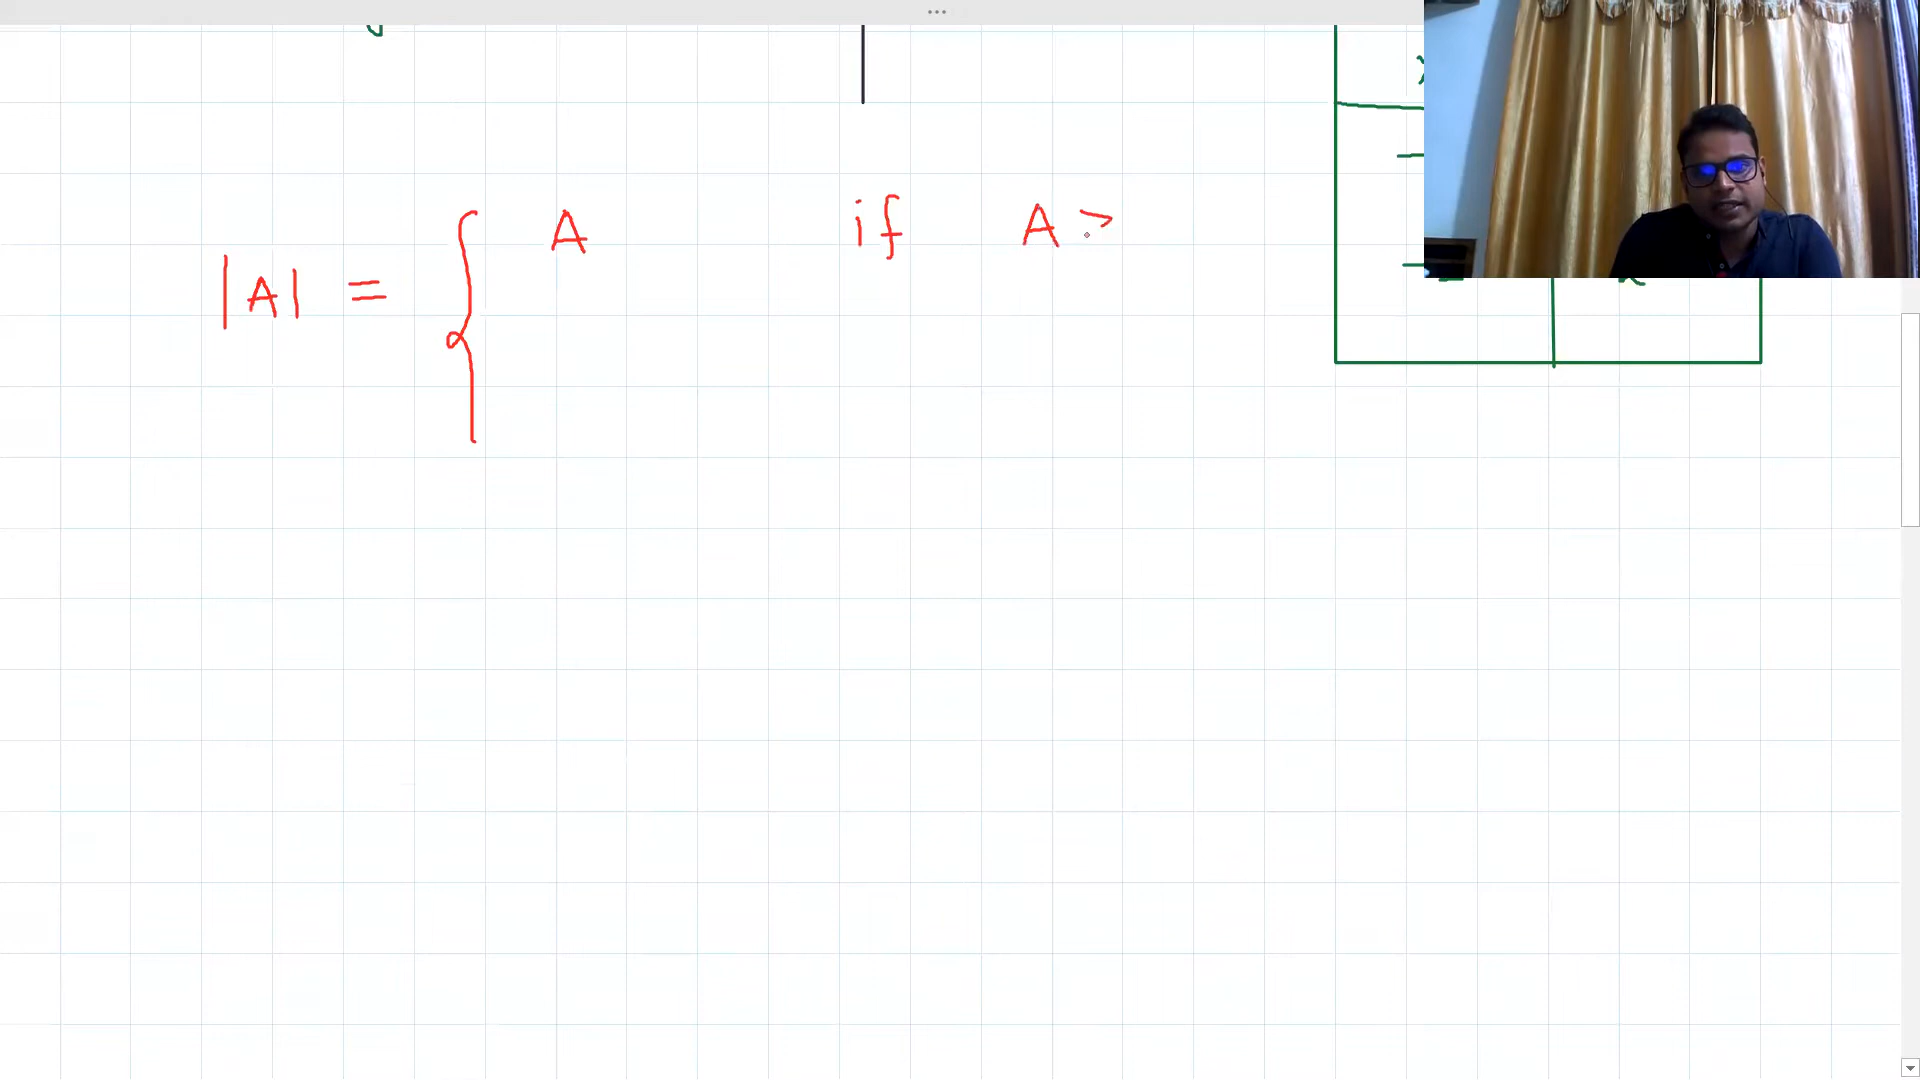 A if A >
|A| = {